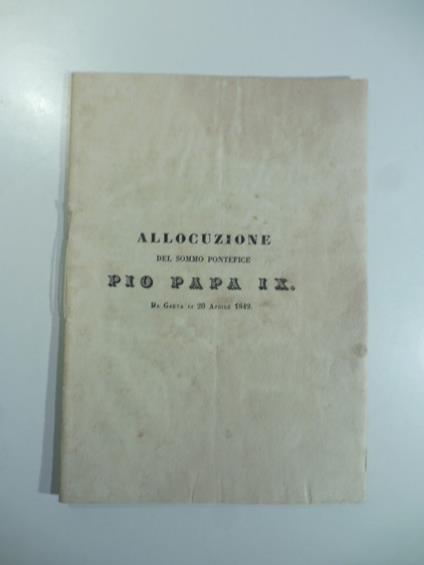 ALLOCUZIONE
DEL SOMMO PONTEFICE
PIO PAPA IX.
DA GAETA LI 20 APRILE 1849.